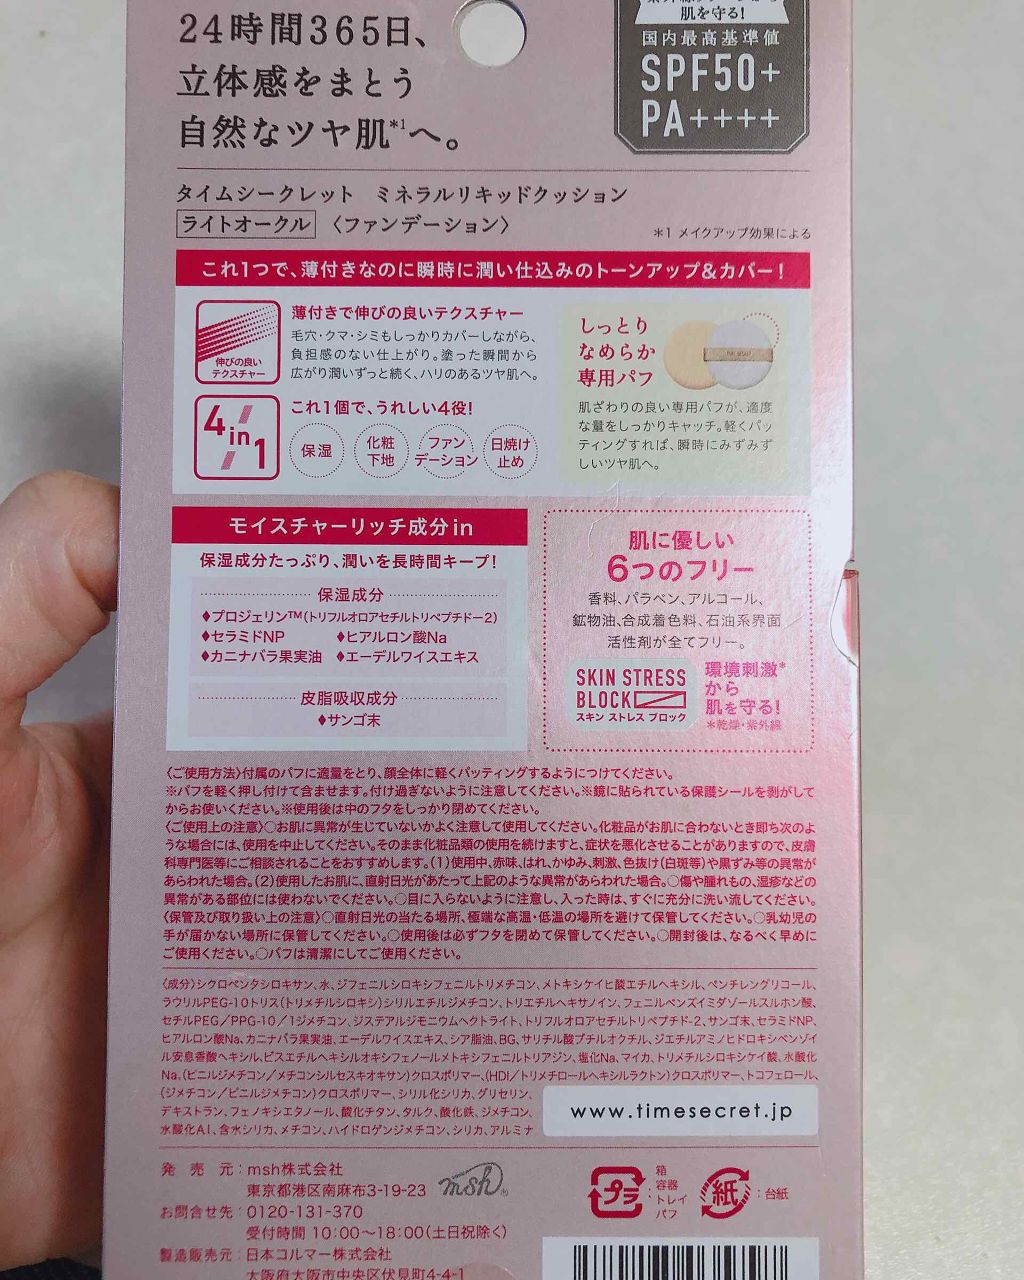 24時間365日、
立体感をまとう
自然なツヤ肌*1へ。
肌を守る!
国内最高基準値
SPF50+
PA++++
タイムシークレット ミネラルリキッドクッション
ライトオークル 〈ファンデーション〉
*1 メイクアップ効果による
これ1つで、薄付きなのに瞬時に潤い仕込みのトーンアップ&カバー!
伸びの良い
テクスチャー
薄付きで伸びの良いテクスチャー
毛穴・クマ・シミもしっかりカバーしながら、
負担感のない仕上がり。塗った瞬間から
広がり潤いずっと続く、ハリのあるツヤ肌へ。
4in1
これ1個で、うれしい4役!
保湿
化粧
下地
ファン
デーション
日焼け
止め
しっとり
なめらか
専用パフ
肌ざわりの良い専用パフが、適度
な量をしっかりキャッチ。軽くパッ
ティングすれば、瞬時にみずみず
しいツヤ肌へ。
モイスチャーリッチ成分in
保湿成分たっぷり、潤いを長時間キープ!
保湿成分
♦プロジェリン™(トリフルオロアセチルトリペプチドー2)
♦セラミドNP ♦ヒアルロン酸Na
♦カニナバラ果実油 ♦エーデルワイスエキス
皮脂吸収成分
♦サンゴ末
肌に優しい
6つのフリー
香料、パラベン、アルコール、
鉱物油、合成着色料、石油系界面
活性剤が全てフリー。
SKIN STRESS
BLOCK
スキン ストレス ブロック
環境刺激*
から
肌を守る!
*乾燥・紫外線
〈ご使用方法〉付属のパフに適量をとり、顔全体に軽くパッティングするようにつけてください。
※パフを軽く押し付けて含ませます。付け過ぎないように注意してください。※鏡に貼られている保護シールを剥がして
からお使いください。※使用後は中のフタをしっかり閉めてください。
〈ご使用上の注意〉○お肌に異常が生じていないかよく注意して使用してください。化粧品がお肌に合わないとき即ち次のよ
うな場合には、使用を中止してください。そのまま化粧品類の使用を続けますと、症状を悪化させることがありますので、皮膚
科専門医等にご相談されることをおすすめします。(1)使用中、赤味、はれ、かゆみ、刺激、色抜け(白斑等)や黒ずみ等の異常が
あらわれた場合。(2)使用したお肌に、直射日光があたって上記のような異常があらわれた場合。○傷や腫れもの、湿疹などの
異常がある部位には使わないでください。○目に入らないように注意し、入った時は、すぐに充分に洗い流してください。
〈保管及び取り扱い上の注意〉○直射日光の当たる場所、極端な高温・低温の場所を避けて保管してください。○乳幼児の
手が届かない場所に保管してください。○使用後は必ずフタを閉めて保管してください。○開封後は、なるべく早めに
ご使用ください。○パフは清潔にしてご使用ください。
〈成分〉シクロペンタシロキサン、水、ジフェニルシロキシフェニルトリメチコン、メトキシケイヒ酸エチルヘキシル、ペンチレングリコール、
ラウリルPEG-10トリス(トリメチルシロキシ)シリルエチルジメチコン、トリエチルヘキサノイン、フェニルベンズイミダゾールスルホン酸、
セチルPEG/PPG-10/1ジメチコン、ジステアルジモニウムヘクトライト、トリフルオロアセチルトリペプチド-2、サンゴ末、セラミドNP、
ヒアルロン酸Na、カニナバラ果実油、エーデルワイスエキス、シア脂油、BG、サリチル酸ブチルオクチル、ジエチルアミノヒドロキシベンゾイ
ル安息香酸ヘキシル、ビスエチルヘキシルオキシフェノールメトキシフェニルトリアジン、塩化Na、マイカ、トリメチルシロキシケイ酸、水酸化
Na、(ビニルジメチコン/メチコンシルセスキオキサン)クロスポリマー、(HDI/トリメチロールヘキシルラクトン)クロスポリマー、トコフェロール、
(ジメチコン/ビニルジメチコン)クロスポリマー、シリル化シリカ、グリセリン、
デキストラン、フェノキシエタノール、酸化チタン、タルク、酸化鉄、ジメチコン、
水酸化Al、含水シリカ、メチコン、ハイドロゲンジメチコン、シリカ、アルミナ
www.timesecret.jp
発売元:msh株式会社
東京都港区南麻布3-19-23
msh®
お問合せ先:0120-131-370
受付時間 10:00〜18:00(土日祝除く)
製造販売元:日本コルマー株式会社
大阪府大阪市中央区伏見町4-4-1
プラ
:
箱
容器
トレイ
パフ
紙
:台紙